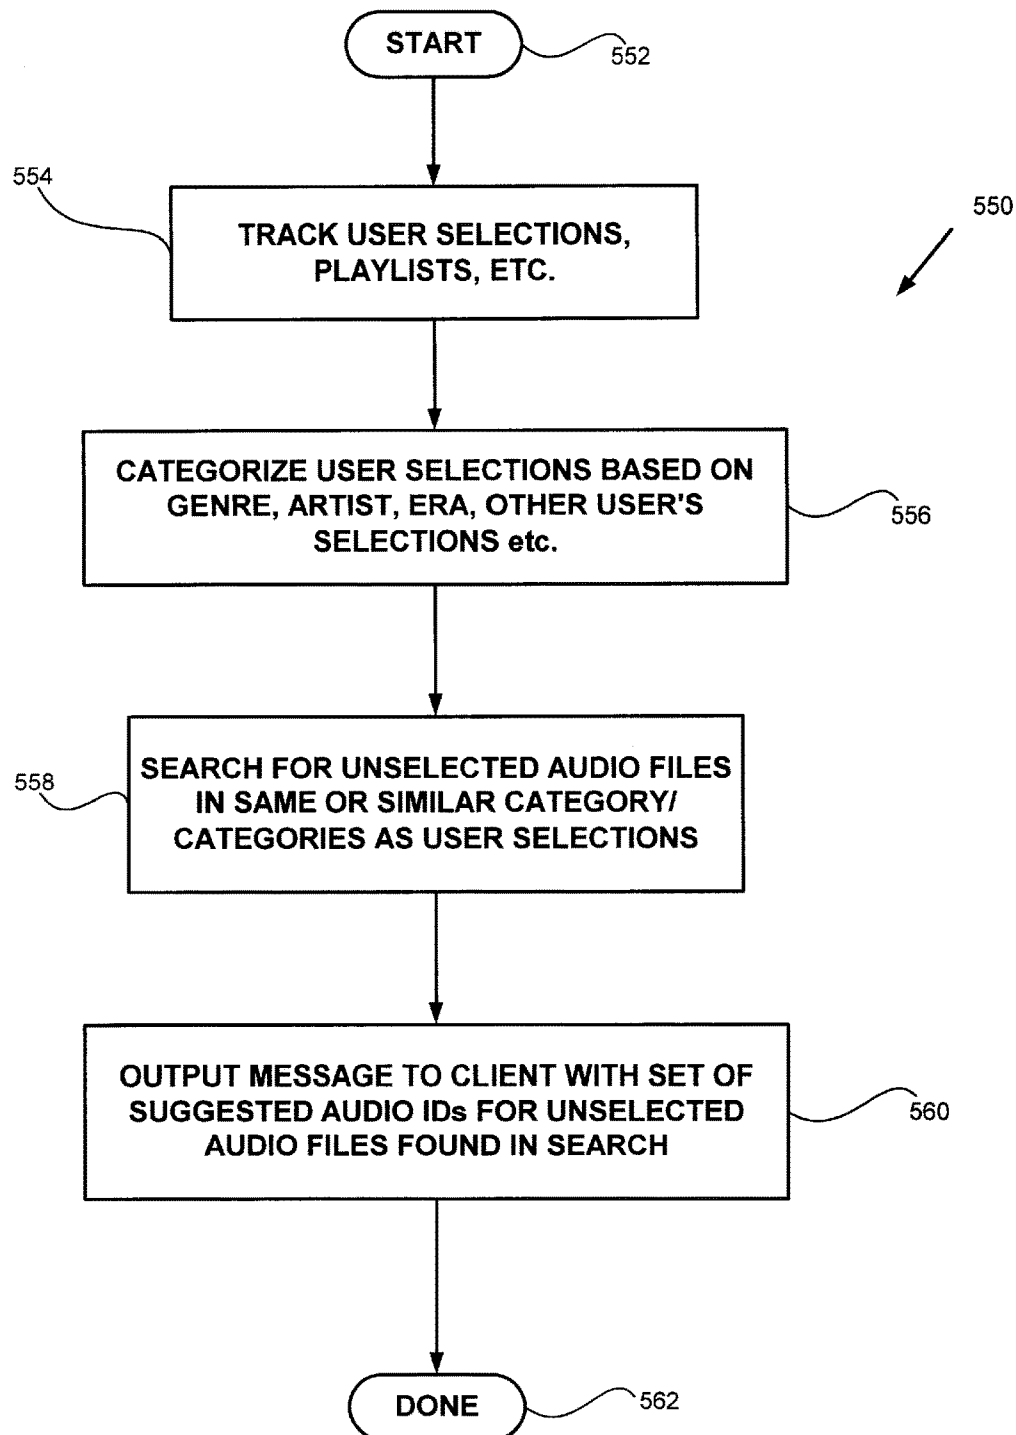 START
552
554
TRACK USER SELECTIONS,
PLAYLISTS, ETC.
550
CATEGORIZE USER SELECTIONS BASED ON
GENRE, ARTIST, ERA, OTHER USER'S
SELECTIONS etc.
556
558
SEARCH FOR UNSELECTED AUDIO FILES
IN SAME OR SIMILAR CATEGORY/
CATEGORIES AS USER SELECTIONS
OUTPUT MESSAGE TO CLIENT WITH SET OF
SUGGESTED AUDIO IDs FOR UNSELECTED
AUDIO FILES FOUND IN SEARCH
560
DONE
562